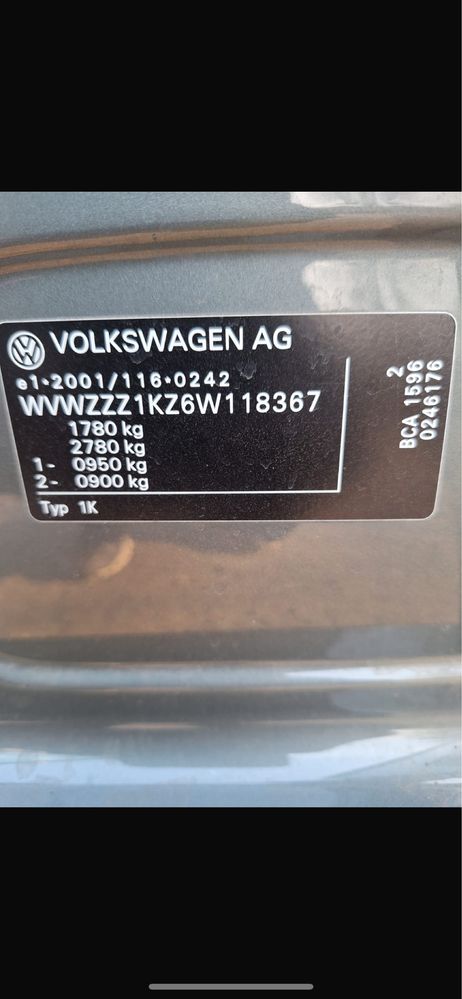 VOLKSWAGEN AG
e1*2001/116*0242
WVWZZZ1KZ6W118367
1780 kg
2780 kg
1- 0950 kg
2- 0900 kg
Typ 1K
2
BCA 1596
0246176